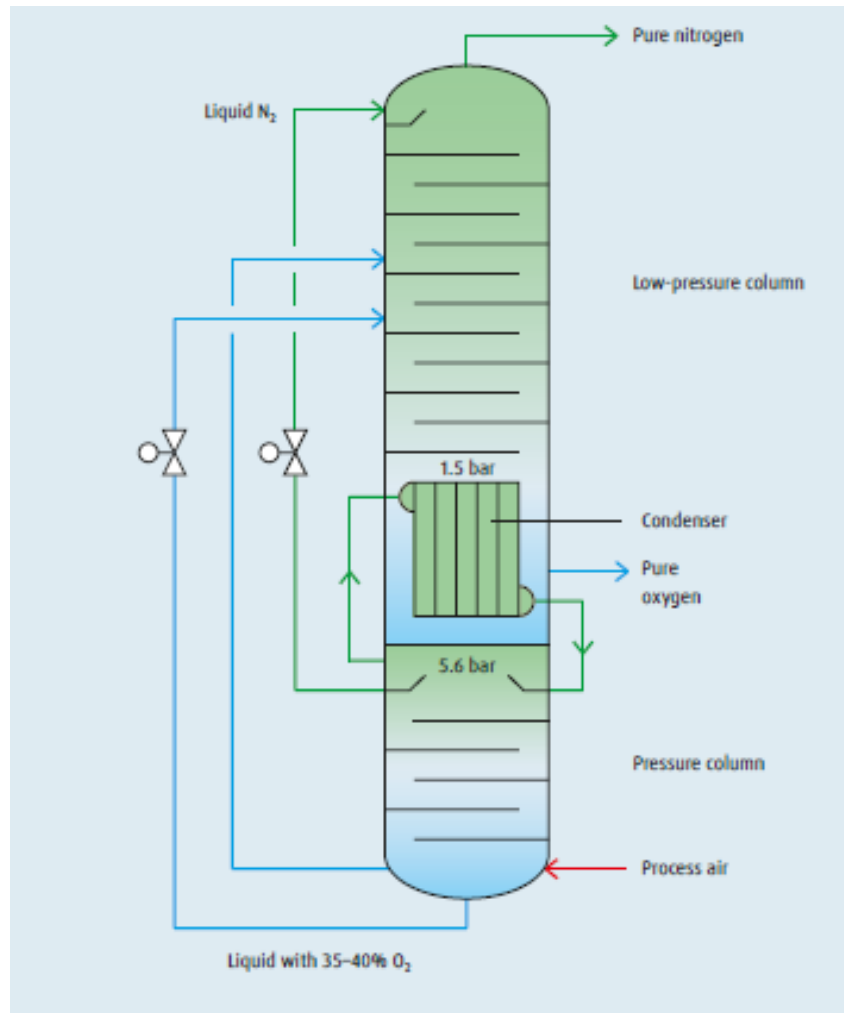 Pure nitrogen
Liquid N₂
Low-pressure column
1.5 bar
Condenser
Pure
oxygen
5.6 bar
Pressure column
Process air
Liquid with 35–40% O₂